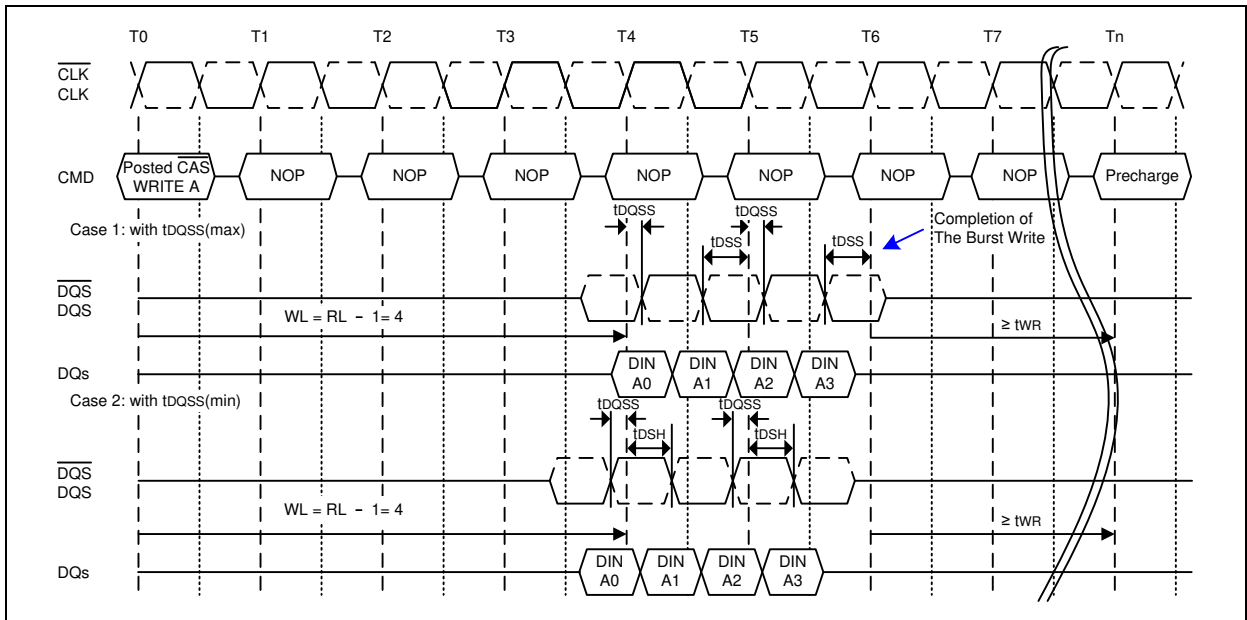 T0 T1 T2 T3 T4 T5 T6 T7 Tn
CLK
CLK
CMD
Posted CAS
WRITE A
NOP NOP NOP NOP NOP NOP NOP Precharge
Case 1: with tDQSS(max)
tDQSS tDQSS
tDSS tDSS
Completion of
The Burst Write
DQS
DQS
WL = RL - 1= 4
≥ tWR
DQs
DIN
A0
DIN
A1
DIN
A2
DIN
A3
Case 2: with tDQSS(min)
tDQSS tDQSS
tDSH tDSH
DQS
DQS
WL = RL - 1= 4
≥ tWR
DQs
DIN
A0
DIN
A1
DIN
A2
DIN
A3